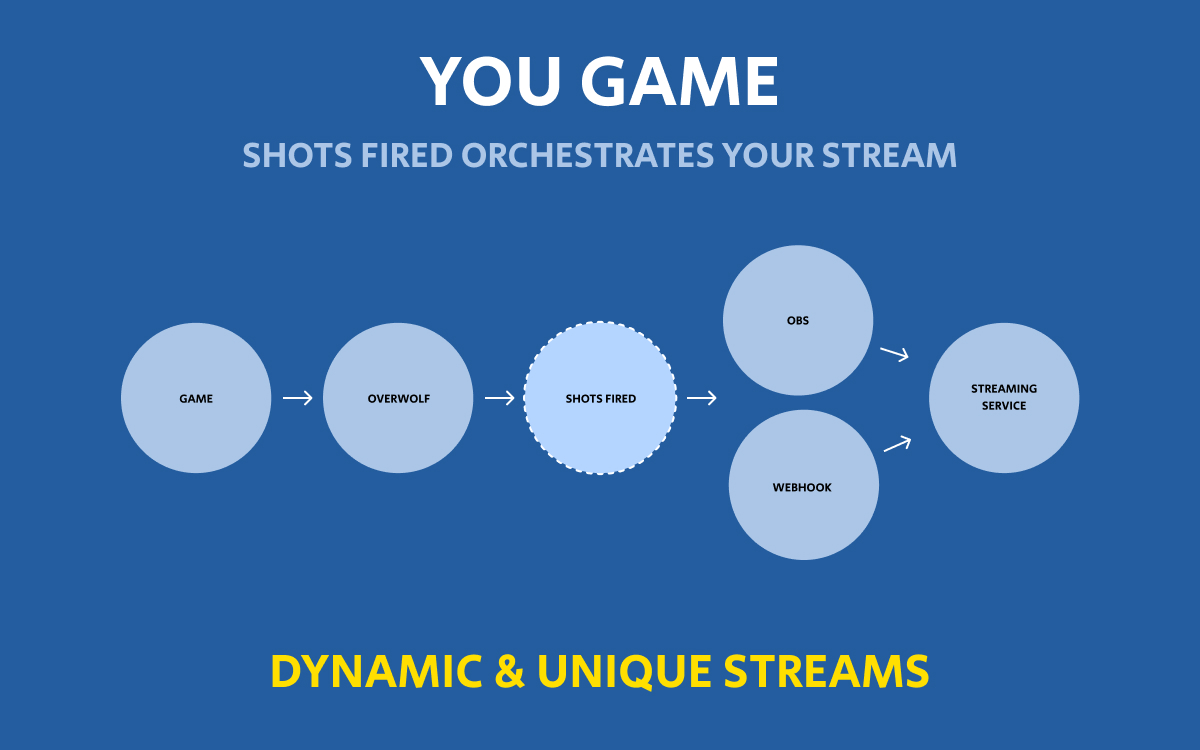 YOU GAME
SHOTS FIRED ORCHESTRATES YOUR STREAM
GAME
OVERWOLF
SHOTS FIRED
OBS
WEBHOOK
STREAMING
SERVICE
DYNAMIC & UNIQUE STREAMS